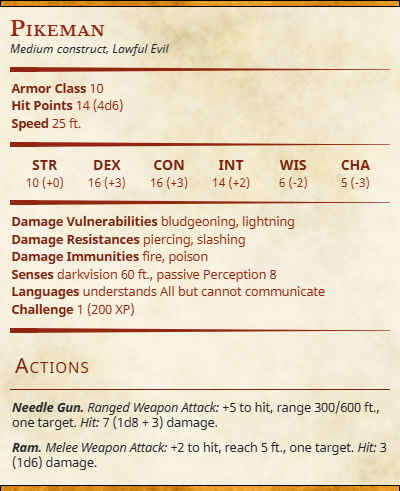 Pikeman
Medium construct, Lawful Evil
Armor Class 10
Hit Points 14 (4d6)
Speed 25 ft.
STR DEX CON INT WIS CHA
10 (+0) 16 (+3) 16 (+3) 14 (+2) 6 (-2) 5 (-3)
Damage Vulnerabilities bludgeoning, lightning
Damage Resistances piercing, slashing
Damage Immunities fire, poison
Senses darkvision 60 ft., passive Perception 8
Languages understands All but cannot communicate
Challenge 1 (200 XP)
Actions
Needle Gun. Ranged Weapon Attack: +5 to hit, range 300/600 ft.,
one target. Hit: 7 (1d8 + 3) damage.
Ram. Melee Weapon Attack: +2 to hit, reach 5 ft., one target. Hit: 3
(1d6) damage.